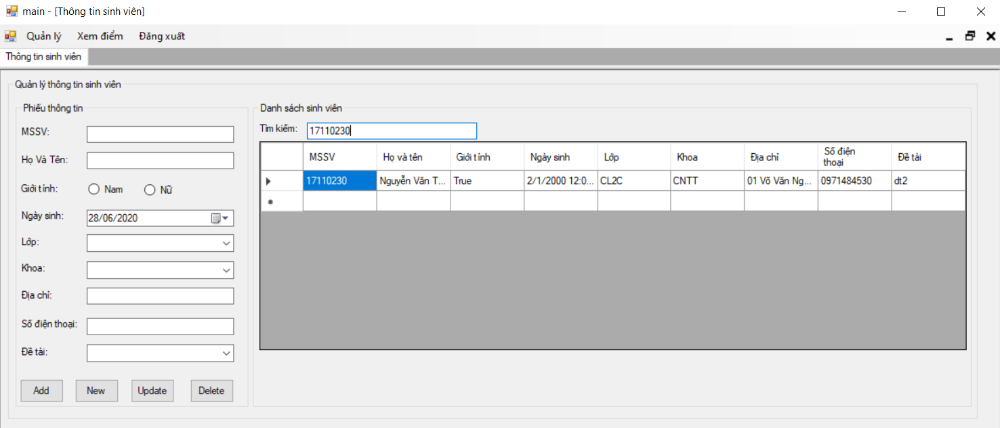 main - [Thông tin sinh viên]
Quản lý Xem điểm Đăng xuất
Thông tin sinh viên
Quản lý thông tin sinh viên
Phiếu thông tin
MSSV:
Họ Và Tên:
Giới tính: Nam Nữ
Ngày sinh: 28/06/2020
Lớp:
Khoa:
Địa chỉ:
Số điện thoại:
Đề tài:
Add New Update Delete
Danh sách sinh viên
Tìm kiếm: 17110230
MSSV Họ và tên Giới tính Ngày sinh Lớp Khoa Địa chỉ Số điện thoại Đề tài
17110230 Nguyễn Văn T... True 2/1/2000 12:0... CL2C CNTT 01 Võ Văn Ng... 0971484530 dt2